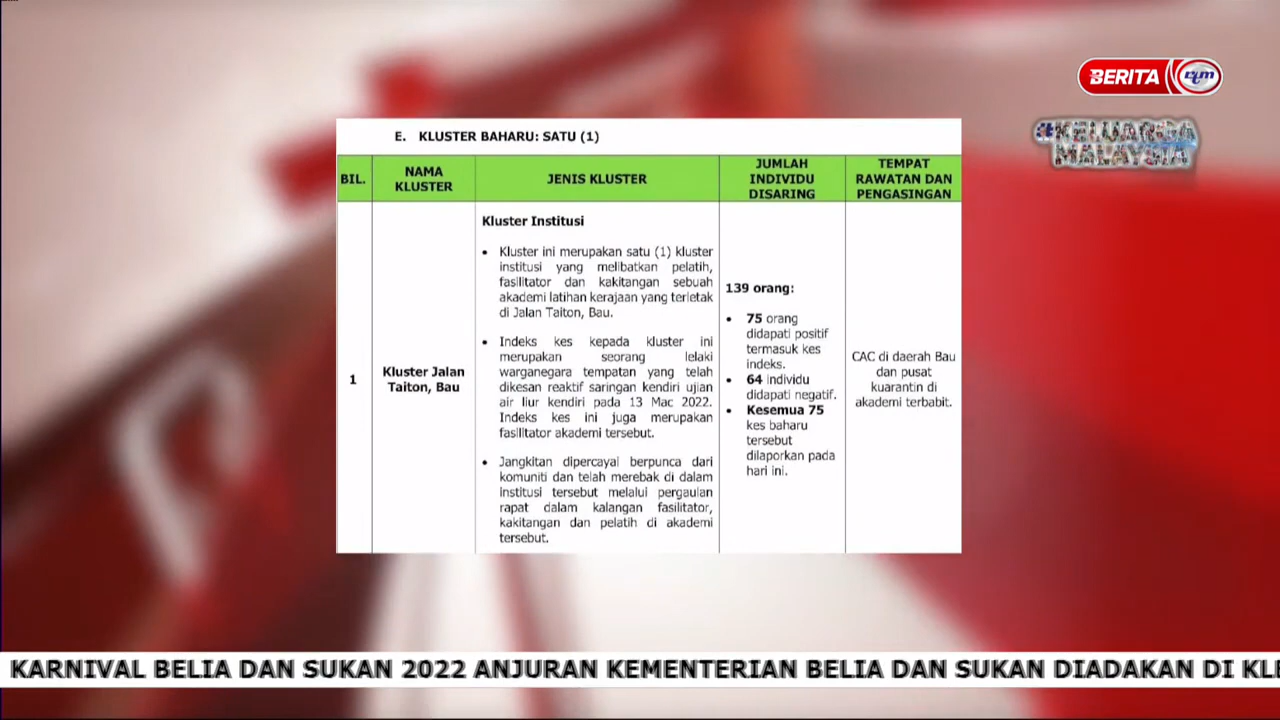 BERITA rtm
#KELUARGA
MALAYSIA
E. KLUSTER BAHARU: SATU (1)
BIL.
NAMA
KLUSTER
JENIS KLUSTER
JUMLAH
INDIVIDU
DISARING
TEMPAT
RAWATAN DAN
PENGASINGAN
1
Kluster Jalan
Taiton, Bau
Kluster Institusi
• Kluster ini merupakan satu (1) kluster
institusi yang melibatkan pelatih,
fasilitator dan kakitangan sebuah
akademi latihan kerajaan yang terletak
di Jalan Taiton, Bau.
• Indeks kes kepada kluster ini
merupakan seorang lelaki
warganegara tempatan yang telah
dikesan reaktif saringan kendiri ujian
air liur kendiri pada 13 Mac 2022.
Indeks kes ini juga merupakan
fasilitator akademi tersebut.
• Jangkitan dipercayai berpunca dari
komuniti dan telah merebak di dalam
institusi tersebut melalui pergaulan
rapat dalam kalangan fasilitator,
kakitangan dan pelatih di akademi
tersebut.
139 orang:
• 75 orang
didapati positif
termasuk kes
indeks.
• 64 individu
didapati negatif.
• Kesemua 75
kes baharu
tersebut
dilaporkan pada
hari ini.
CAC di daerah Bau
dan pusat
kuarantin di
akademi terbabit.
KARNIVAL BELIA DAN SUKAN 2022 ANJURAN KEMENTERIAN BELIA DAN SUKAN DIADAKAN DI KLE